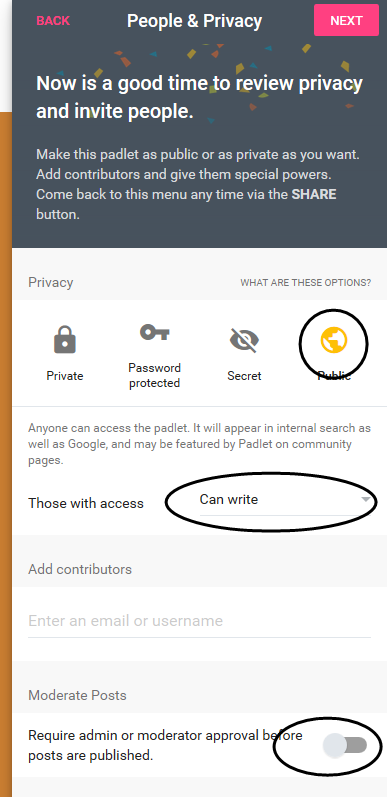 BACK People & Privacy NEXT
Now is a good time to review privacy
and invite people.
Make this padlet as public or as private as you want.
Add contributors and give them special powers.
Come back to this menu any time via the SHARE
button.
Privacy WHAT ARE THESE OPTIONS?
Private
Password
protected
Secret
Public
Anyone can access the padlet. It will appear in internal search as
well as Google, and may be featured by Padlet on community
pages.
Those with access Can write
Add contributors
Enter an email or username
Moderate Posts
Require admin or moderator approval before
posts are published.